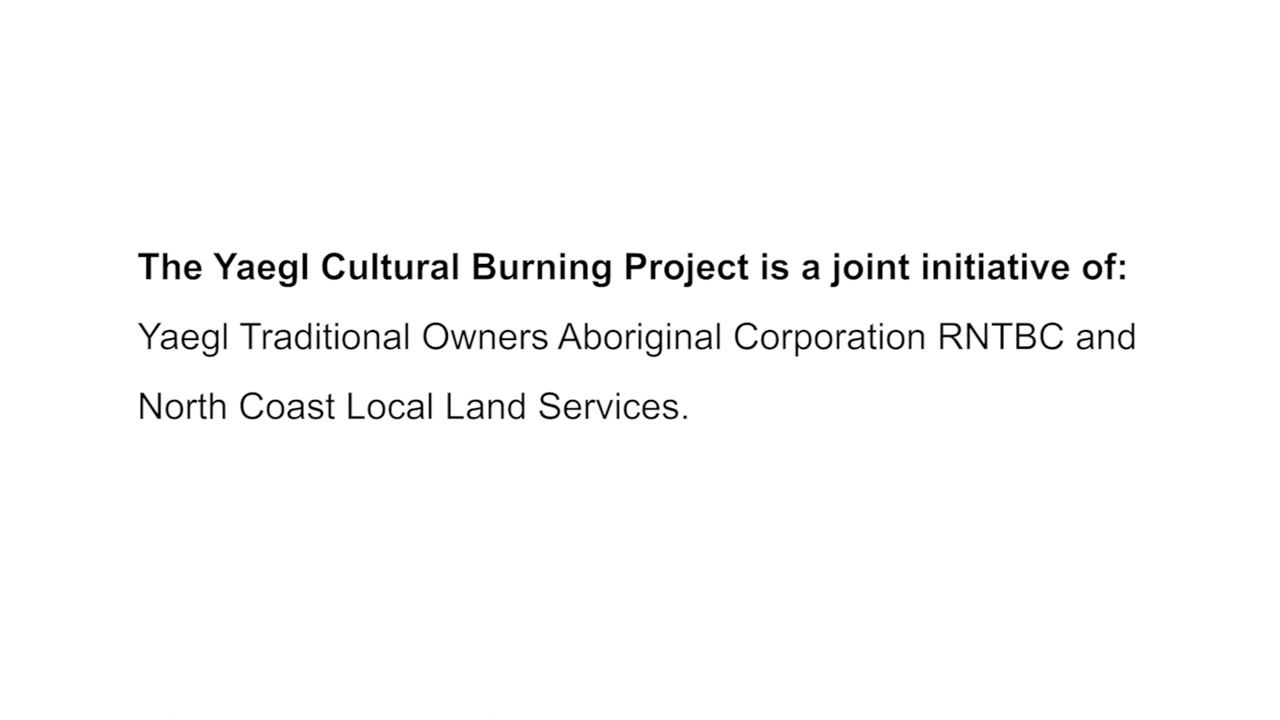 The Yaegl Cultural Burning Project is a joint initiative of:
Yaegl Traditional Owners Aboriginal Corporation RNTBC and
North Coast Local Land Services.